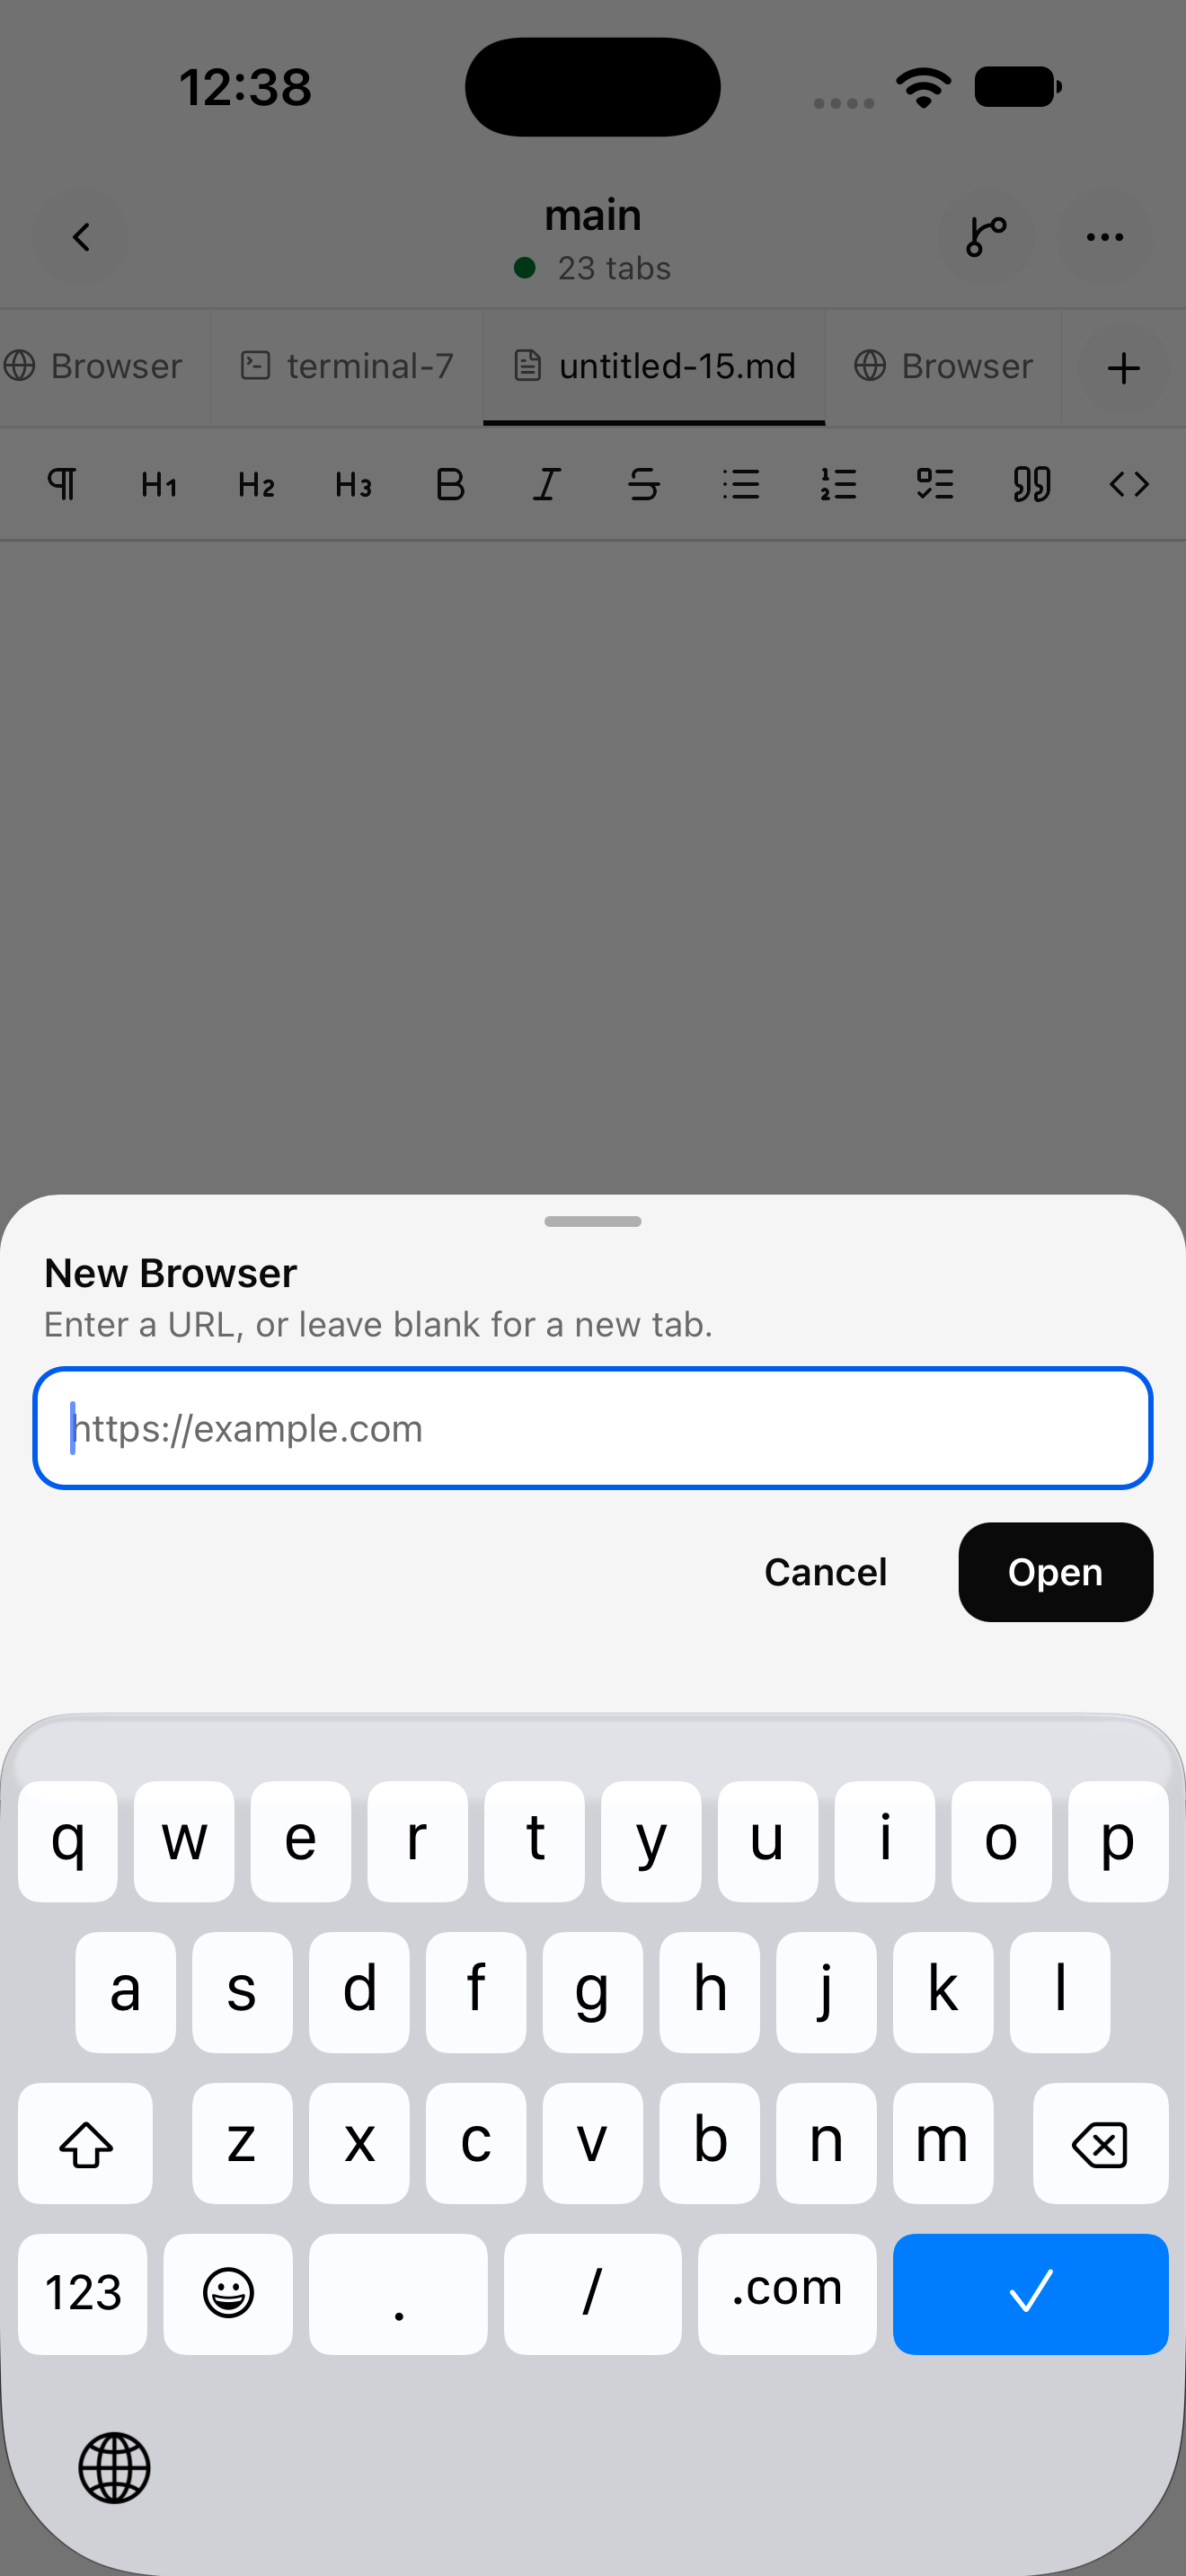 12:38
main
23 tabs
Browser
terminal-7
untitled-15.md
Browser
H1 H2 H3 B I S
New Browser
Enter a URL, or leave blank for a new tab.
https://example.com
Cancel
Open
q w e r t y u i o p
a s d f g h j k l
z x c v b n m
123 . / .com